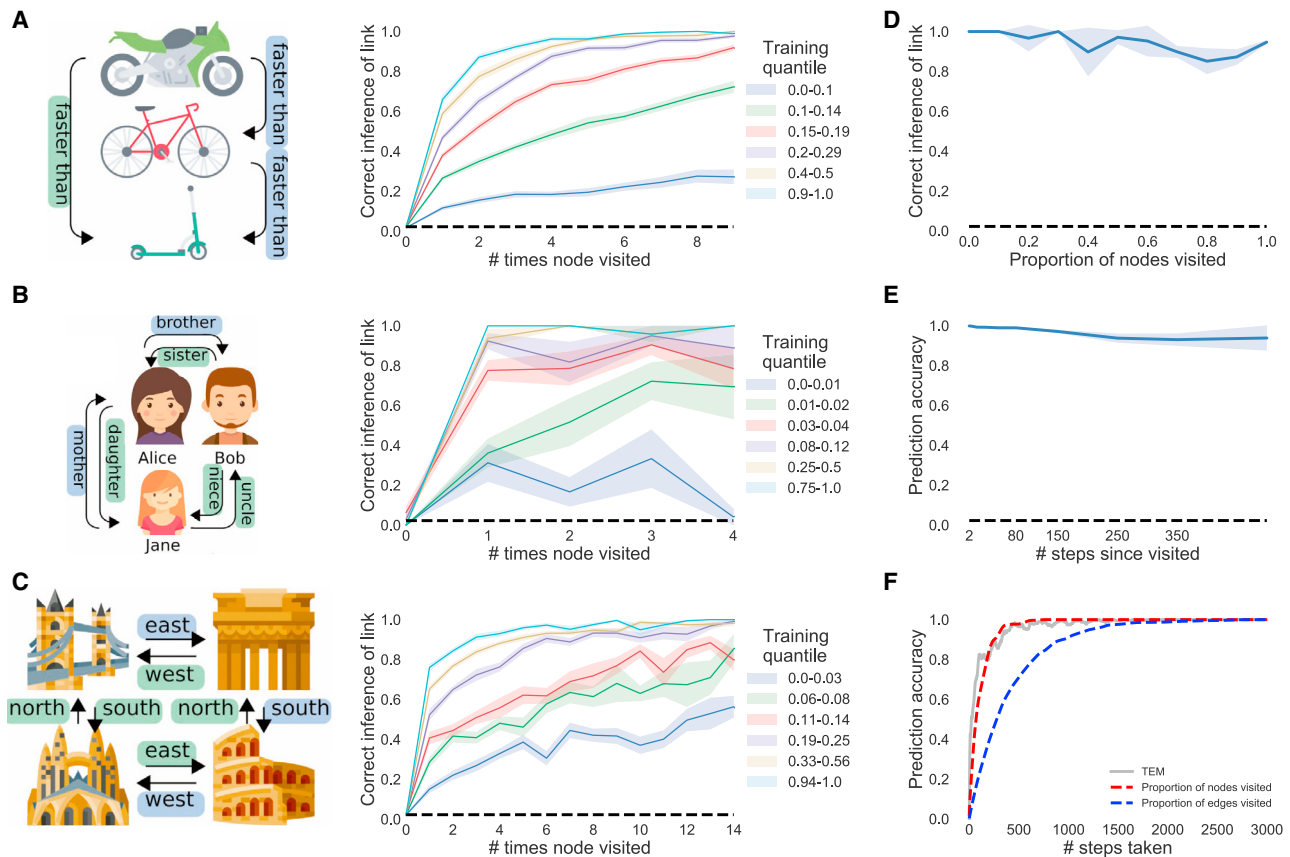 A
faster than
faster than
faster than
Correct inference of link
1.0
0.8
0.6
0.4
0.2
0.0
0 2 4 6 8
# times node visited
Training
quantile
0.0-0.1
0.1-0.14
0.15-0.19
0.2-0.29
0.4-0.5
0.9-1.0
D
Correct inference of link
1.0
0.8
0.6
0.4
0.2
0.0
0.0 0.2 0.4 0.6 0.8 1.0
Proportion of nodes visited
B
brother
sister
mother
daughter
Alice Bob
niece
uncle
Jane
Correct inference of link
1.0
0.8
0.6
0.4
0.2
0.0
0 1 2 3 4
# times node visited
Training
quantile
0.0-0.01
0.01-0.02
0.03-0.04
0.08-0.12
0.25-0.5
0.75-1.0
E
Prediction accuracy
1.0
0.8
0.6
0.4
0.2
0.0
2 80 150 250 350
# steps since visited
C
east
west
north south north south
east
west
Correct inference of link
1.0
0.8
0.6
0.4
0.2
0.0
0 2 4 6 8 10 12 14
# times node visited
Training
quantile
0.0-0.03
0.06-0.08
0.11-0.14
0.19-0.25
0.33-0.56
0.94-1.0
F
Prediction accuracy
1.0
0.8
0.6
0.4
0.2
0.0
TEM
Proportion of nodes visited
Proportion of edges visited
0 500 1000 1500 2000 2500 3000
# steps taken